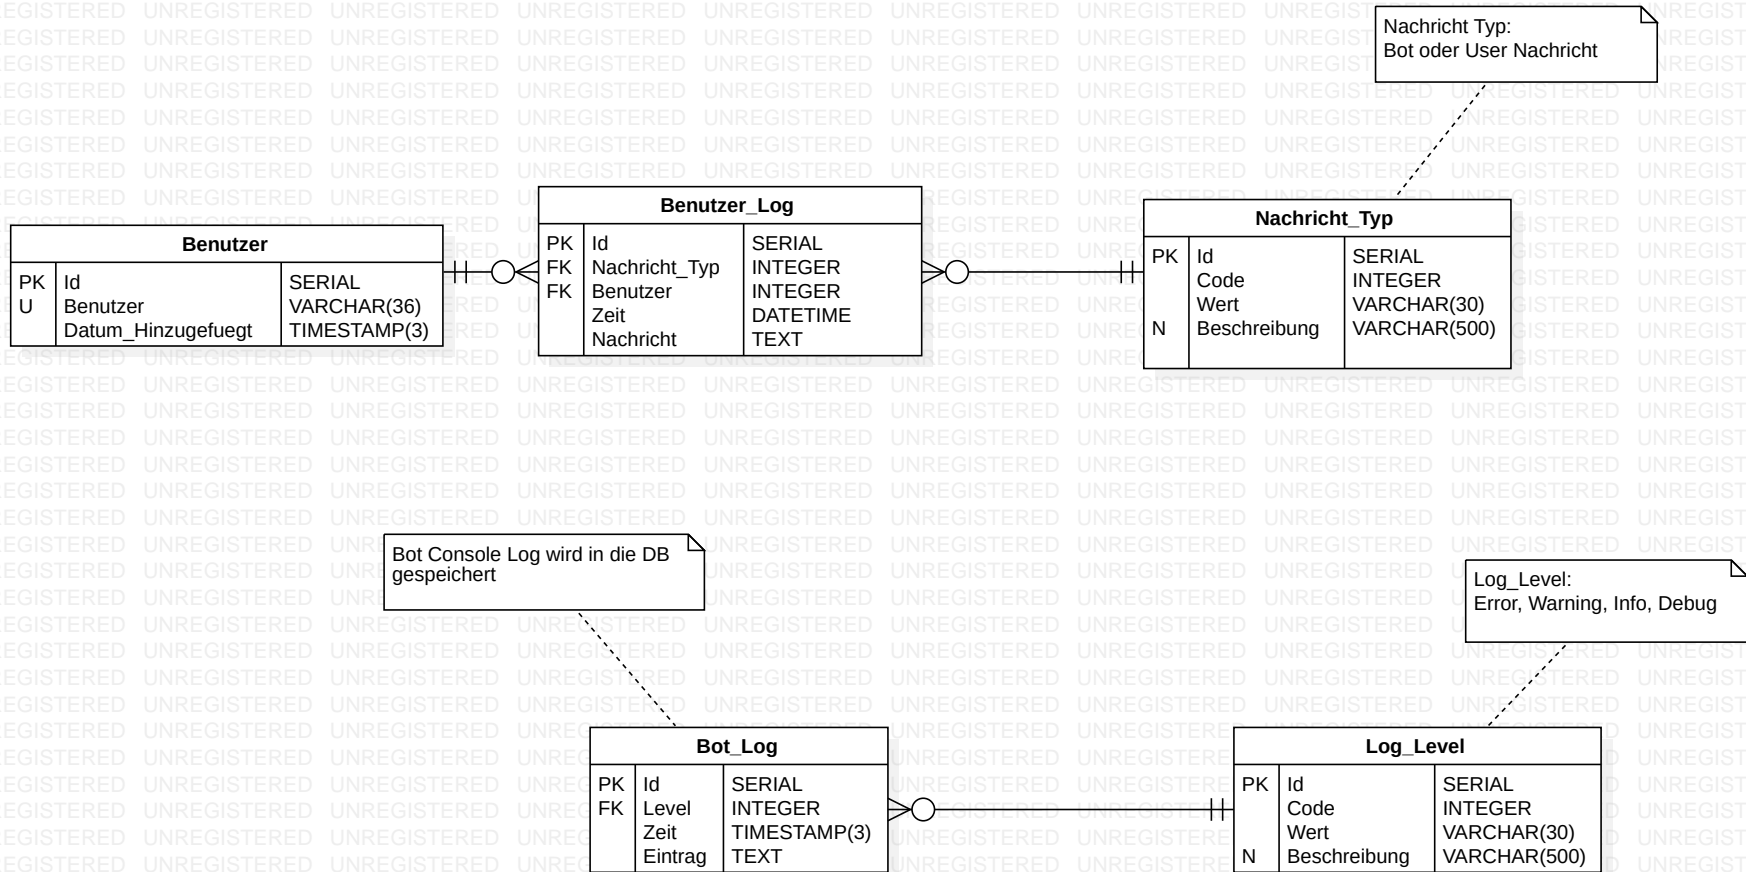 Nachricht Typ:
Bot oder User Nachricht
Benutzer
PK Id SERIAL
U Benutzer VARCHAR(36)
Datum_Hinzugefuegt TIMESTAMP(3)
Benutzer_Log
PK Id SERIAL
FK Nachricht_Typ INTEGER
FK Benutzer INTEGER
Zeit DATETIME
Nachricht TEXT
Nachricht_Typ
PK Id SERIAL
Code INTEGER
Wert VARCHAR(30)
N Beschreibung VARCHAR(500)
Bot Console Log wird in die DB
gespeichert
Log_Level:
Error, Warning, Info, Debug
Bot_Log
PK Id SERIAL
FK Level INTEGER
Zeit TIMESTAMP(3)
Eintrag TEXT
Log_Level
PK Id SERIAL
Code INTEGER
Wert VARCHAR(30)
N Beschreibung VARCHAR(500)
UNREGISTERED